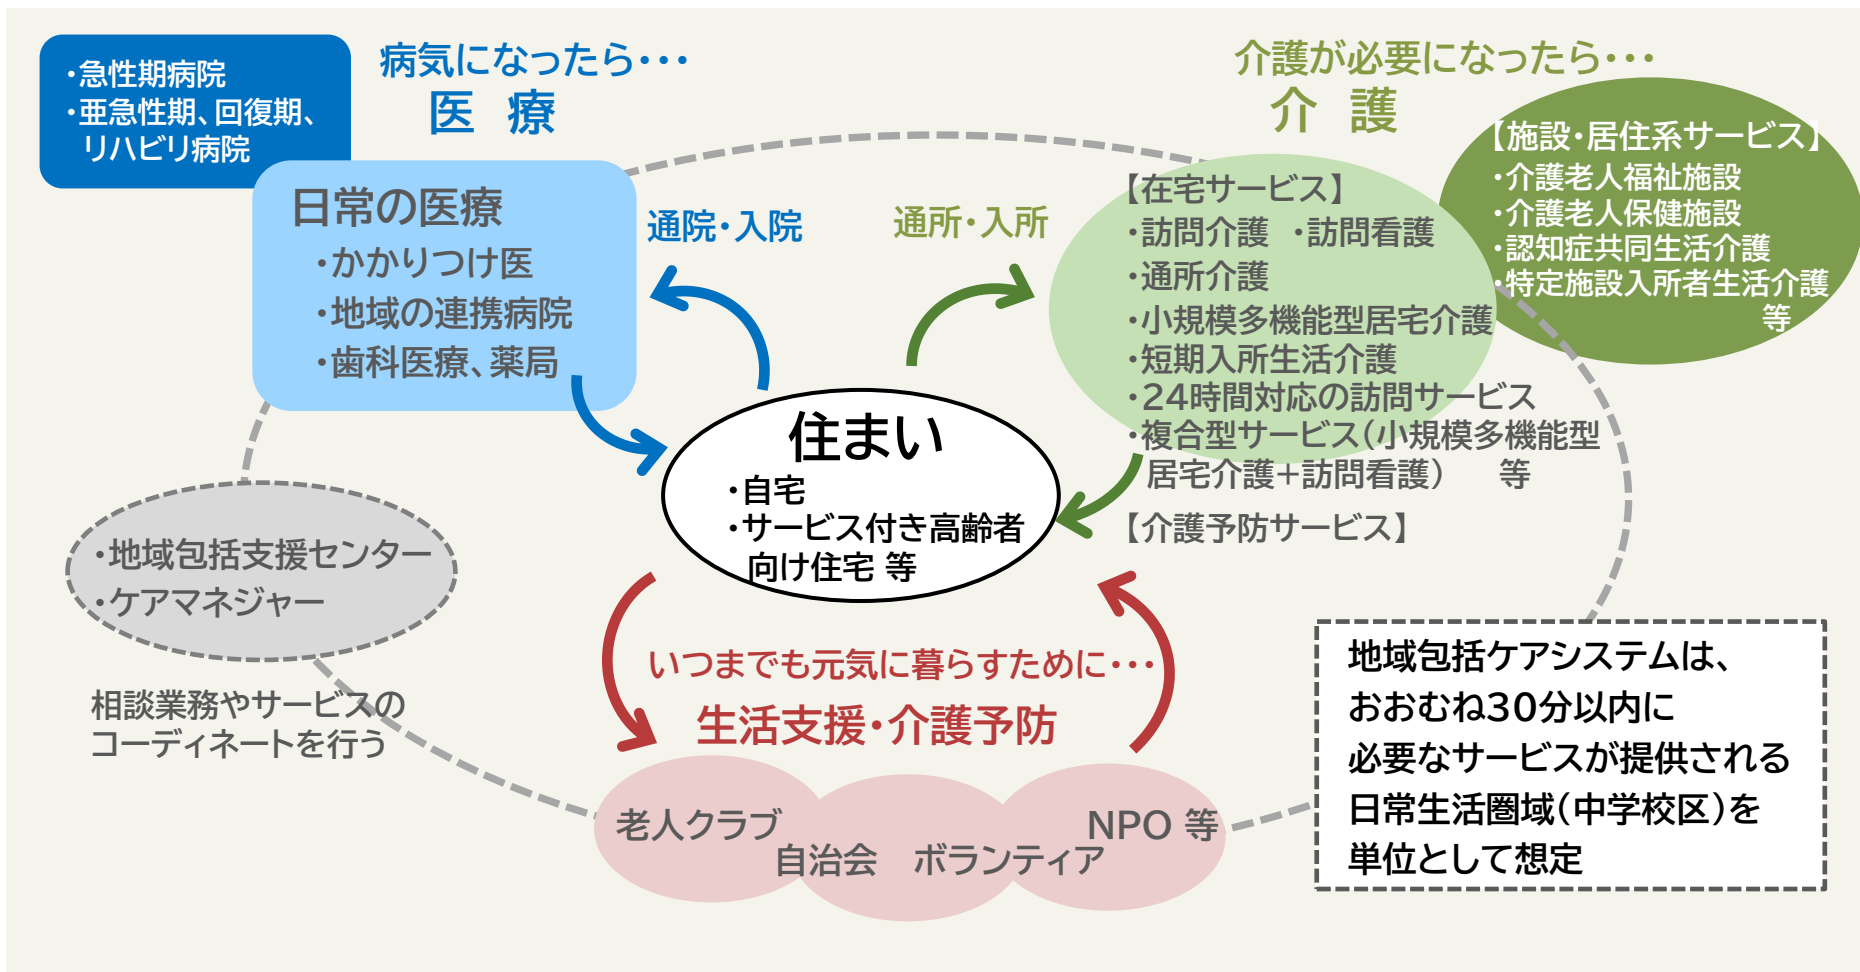 ・急性期病院
・亜急性期、回復期、
リハビリ病院
病気になったら・・・
医 療
日常の医療
・かかりつけ医
・地域の連携病院
・歯科医療、薬局
通院・入院
介護が必要になったら・・・
介 護
通所・入所
【在宅サービス】
・訪問介護 ・訪問看護
・通所介護
・小規模多機能型居宅介護
・短期入所生活介護
・24時間対応の訪問サービス
・複合型サービス(小規模多機能型
居宅介護+訪問看護) 等
【介護予防サービス】
【施設・居住系サービス】
・介護老人福祉施設
・介護老人保健施設
・認知症共同生活介護
・特定施設入所者生活介護
等
住まい
・自宅
・サービス付き高齢者
向け住宅 等
・地域包括支援センター
・ケアマネジャー
相談業務やサービスの
コーディネートを行う
いつまでも元気に暮らすために・・・
生活支援・介護予防
老人クラブ
自治会 ボランティア
NPO 等
地域包括ケアシステムは、
おおむね30分以内に
必要なサービスが提供される
日常生活圏域(中学校区)を
単位として想定